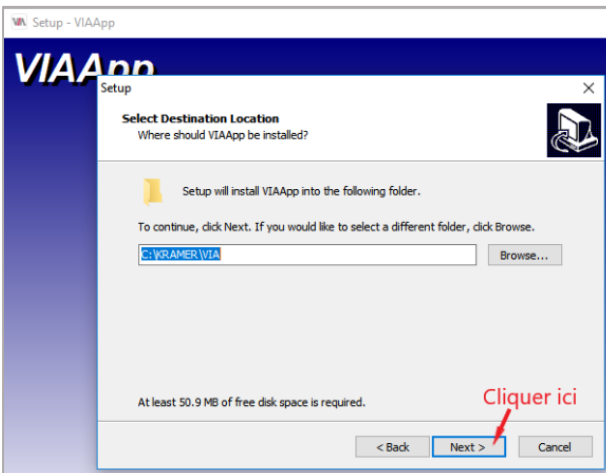 VIA Setup - VIAApp
VIAApp
Setup
Select Destination Location
Where should VIAApp be installed?
Setup will install VIAApp into the following folder.
To continue, click Next. If you would like to select a different folder, click Browse.
C:\KRAMER\VIA
Browse...
At least 50.9 MB of free disk space is required.
Cliquer ici
< Back
Next >
Cancel